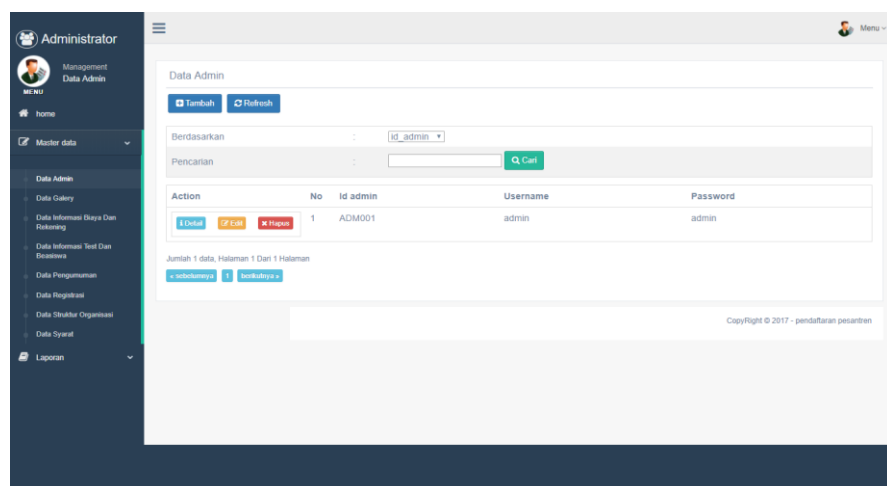 Administrator
Management
Data Admin
MENU
home
Master data
Data Admin
Data Galery
Data Informasi Biaya Dan
Rekening
Data Informasi Test Dan
Beasiswa
Data Pengumuman
Data Registrasi
Data Struktur Organisasi
Data Syarat
Laporan
Menu
Data Admin
Tambah Refresh
Berdasarkan : id_admin
Pencarian : Cari
Action No Id admin Username Password
Detail Edit Hapus 1 ADM001 admin admin
Jumlah 1 data, Halaman 1 Dari 1 Halaman
« sebelumnya 1 berikutnya »
CopyRight © 2017 - pendaftaran pesantren